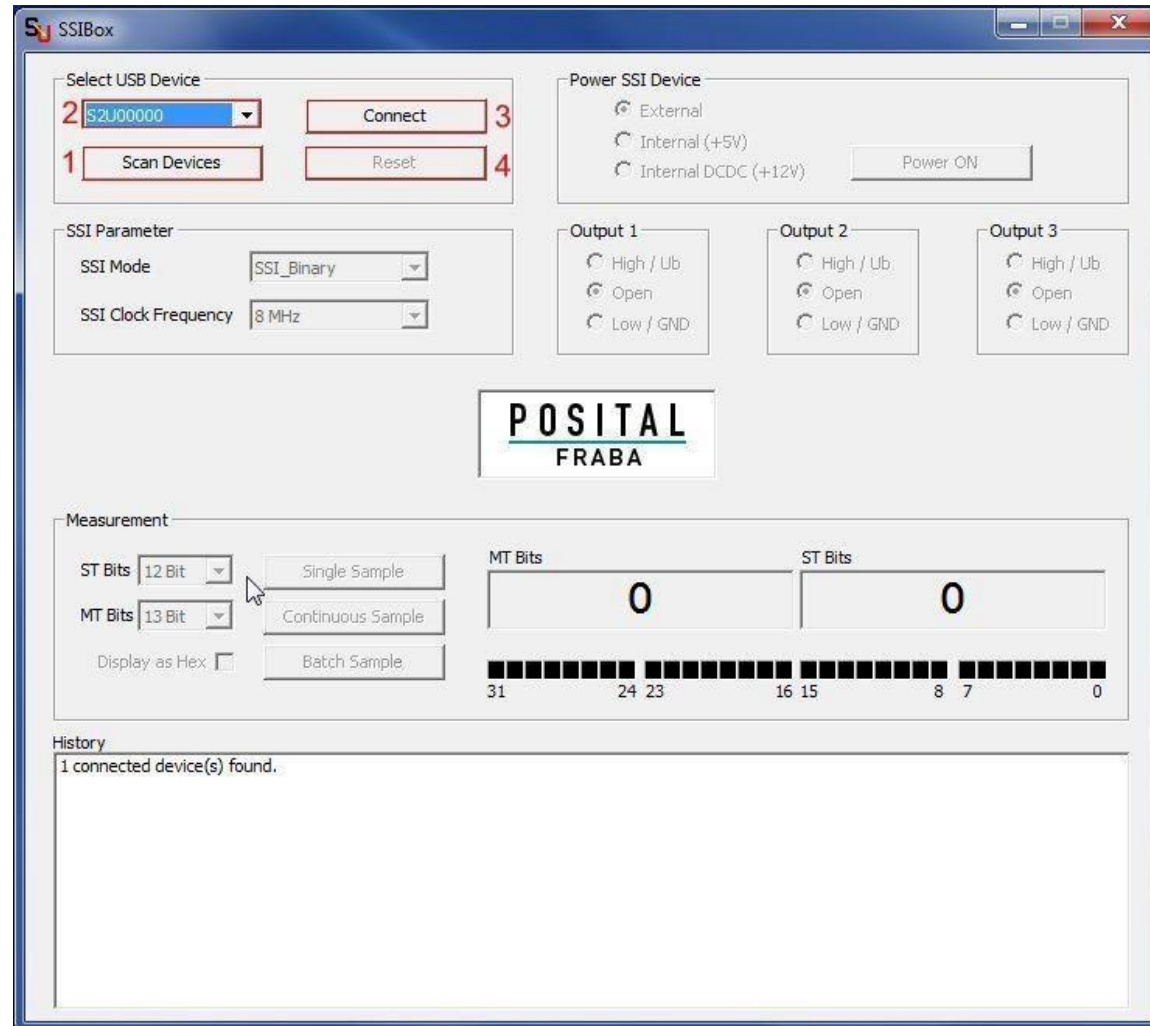 SSIBox
Select USB Device
2 S2U00000
Connect 3
1 Scan Devices
Reset 4
Power SSI Device
External
Internal (+5V)
Internal DCDC (+12V)
Power ON
SSI Parameter
SSI Mode SSI_Binary
SSI Clock Frequency 8 MHz
Output 1
High / Ub
Open
Low / GND
Output 2
High / Ub
Open
Low / GND
Output 3
High / Ub
Open
Low / GND
POSITAL
FRABA
Measurement
ST Bits 12 Bit
MT Bits 13 Bit
Display as Hex
Single Sample
Continuous Sample
Batch Sample
MT Bits
0
ST Bits
0
31 24 23 16 15 8 7 0
History
1 connected device(s) found.